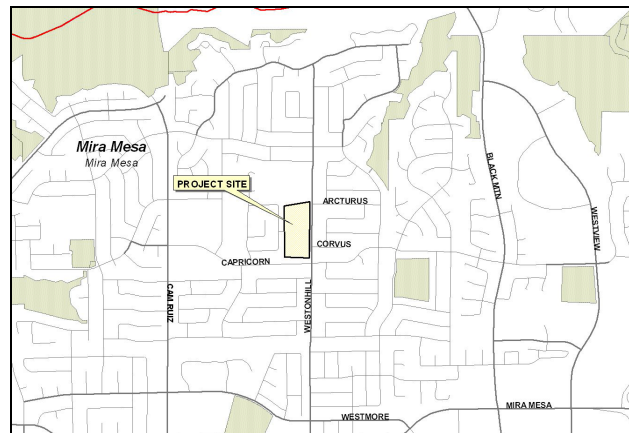 Mira Mesa
Mira Mesa
PROJECT SITE
ARCTURUS
CORVUS
CAPRICORN
CAM RUIZ
WESTONHILL
BLACK MTN
WESTVIEW
MIRA MESA
WESTMORE